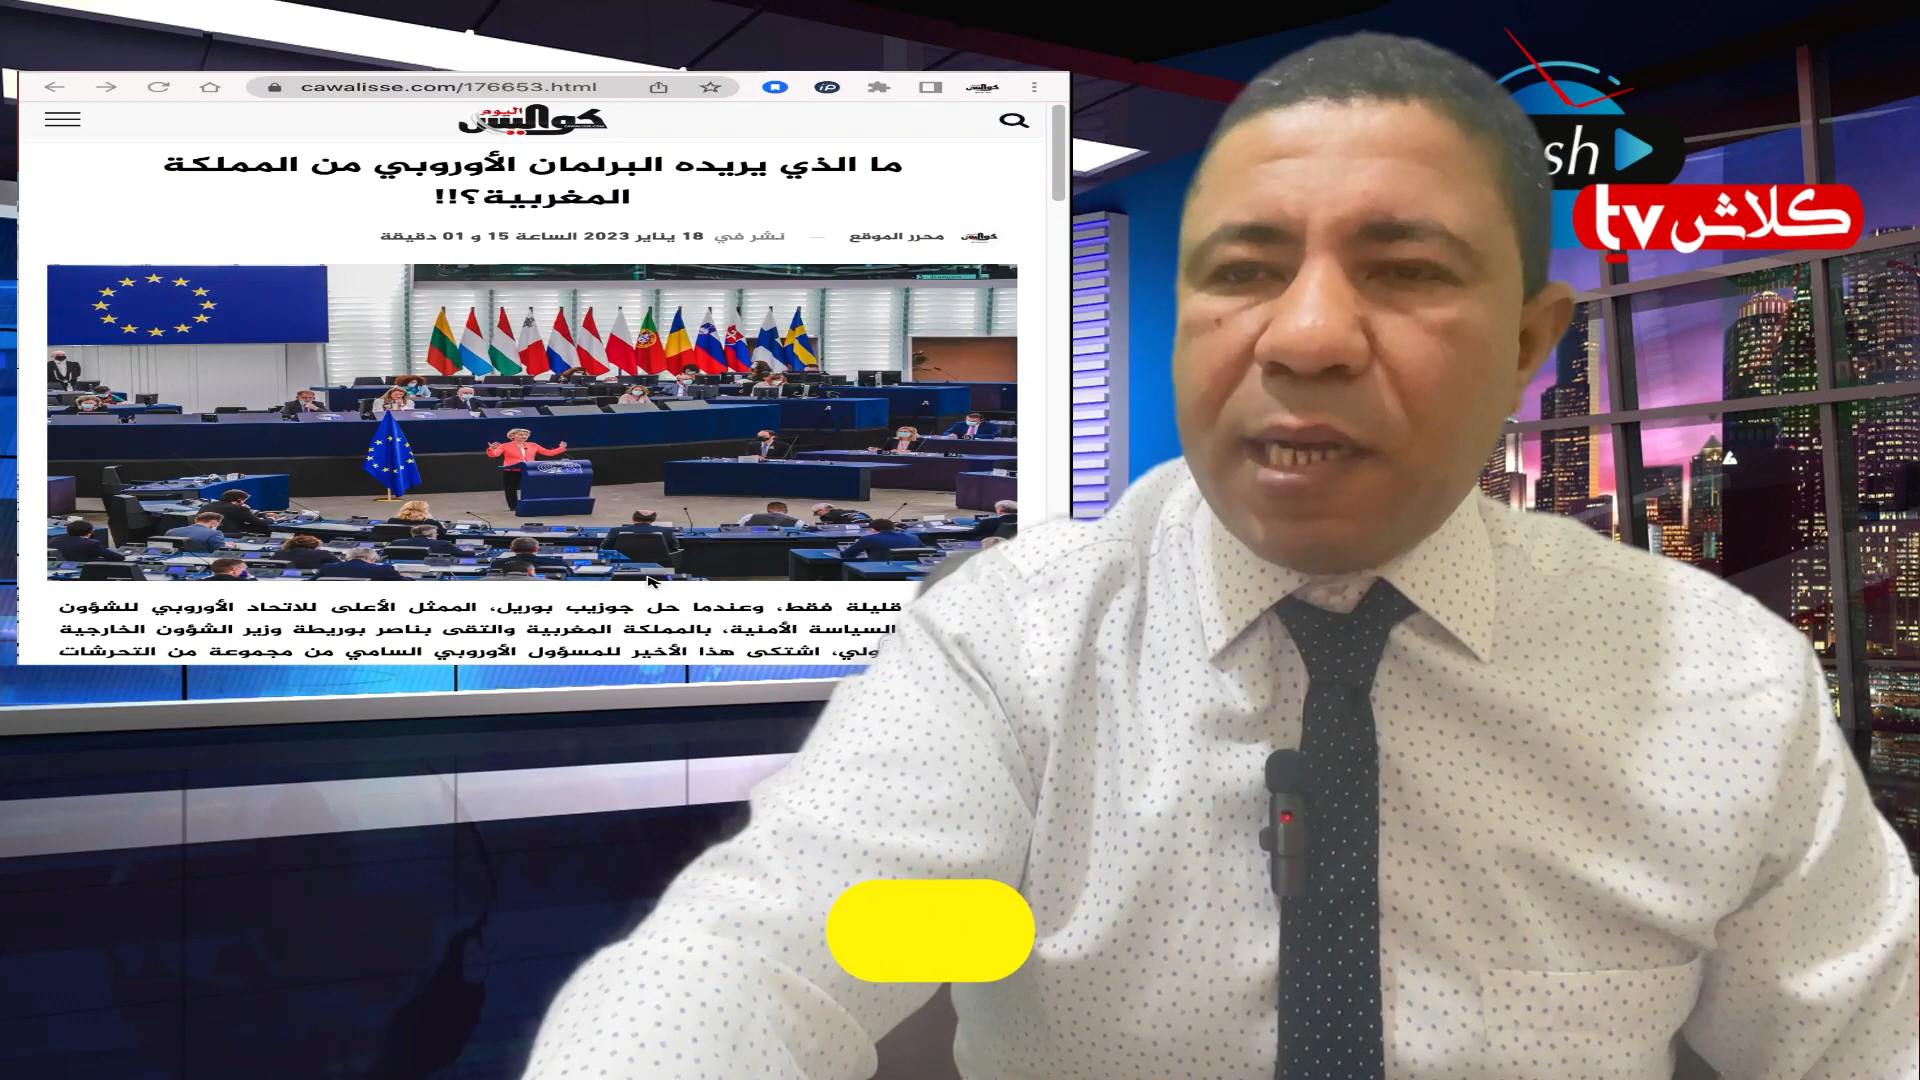 cawalisse.com/176653.html
كواليس اليوم
CAWALISSE.COM
ما الذي يريده البرلمان الأوروبي من المملكة
المغربية؟!!
محرر الموقع — نشر في 18 يناير 2023 الساعة 15 و 01 دقيقة
قليلة فقط، وعندما حل جوزيب بوريل، الممثل الأعلى للاتحاد الأوروبي للشؤون
السياسة الأمنية، بالمملكة المغربية والتقى بناصر بوريطة وزير الشؤون الخارجية
اشتكى هذا الأخير للمسؤول الأوروبي السامي من مجموعة من التحرشات
sh
كلاش tv